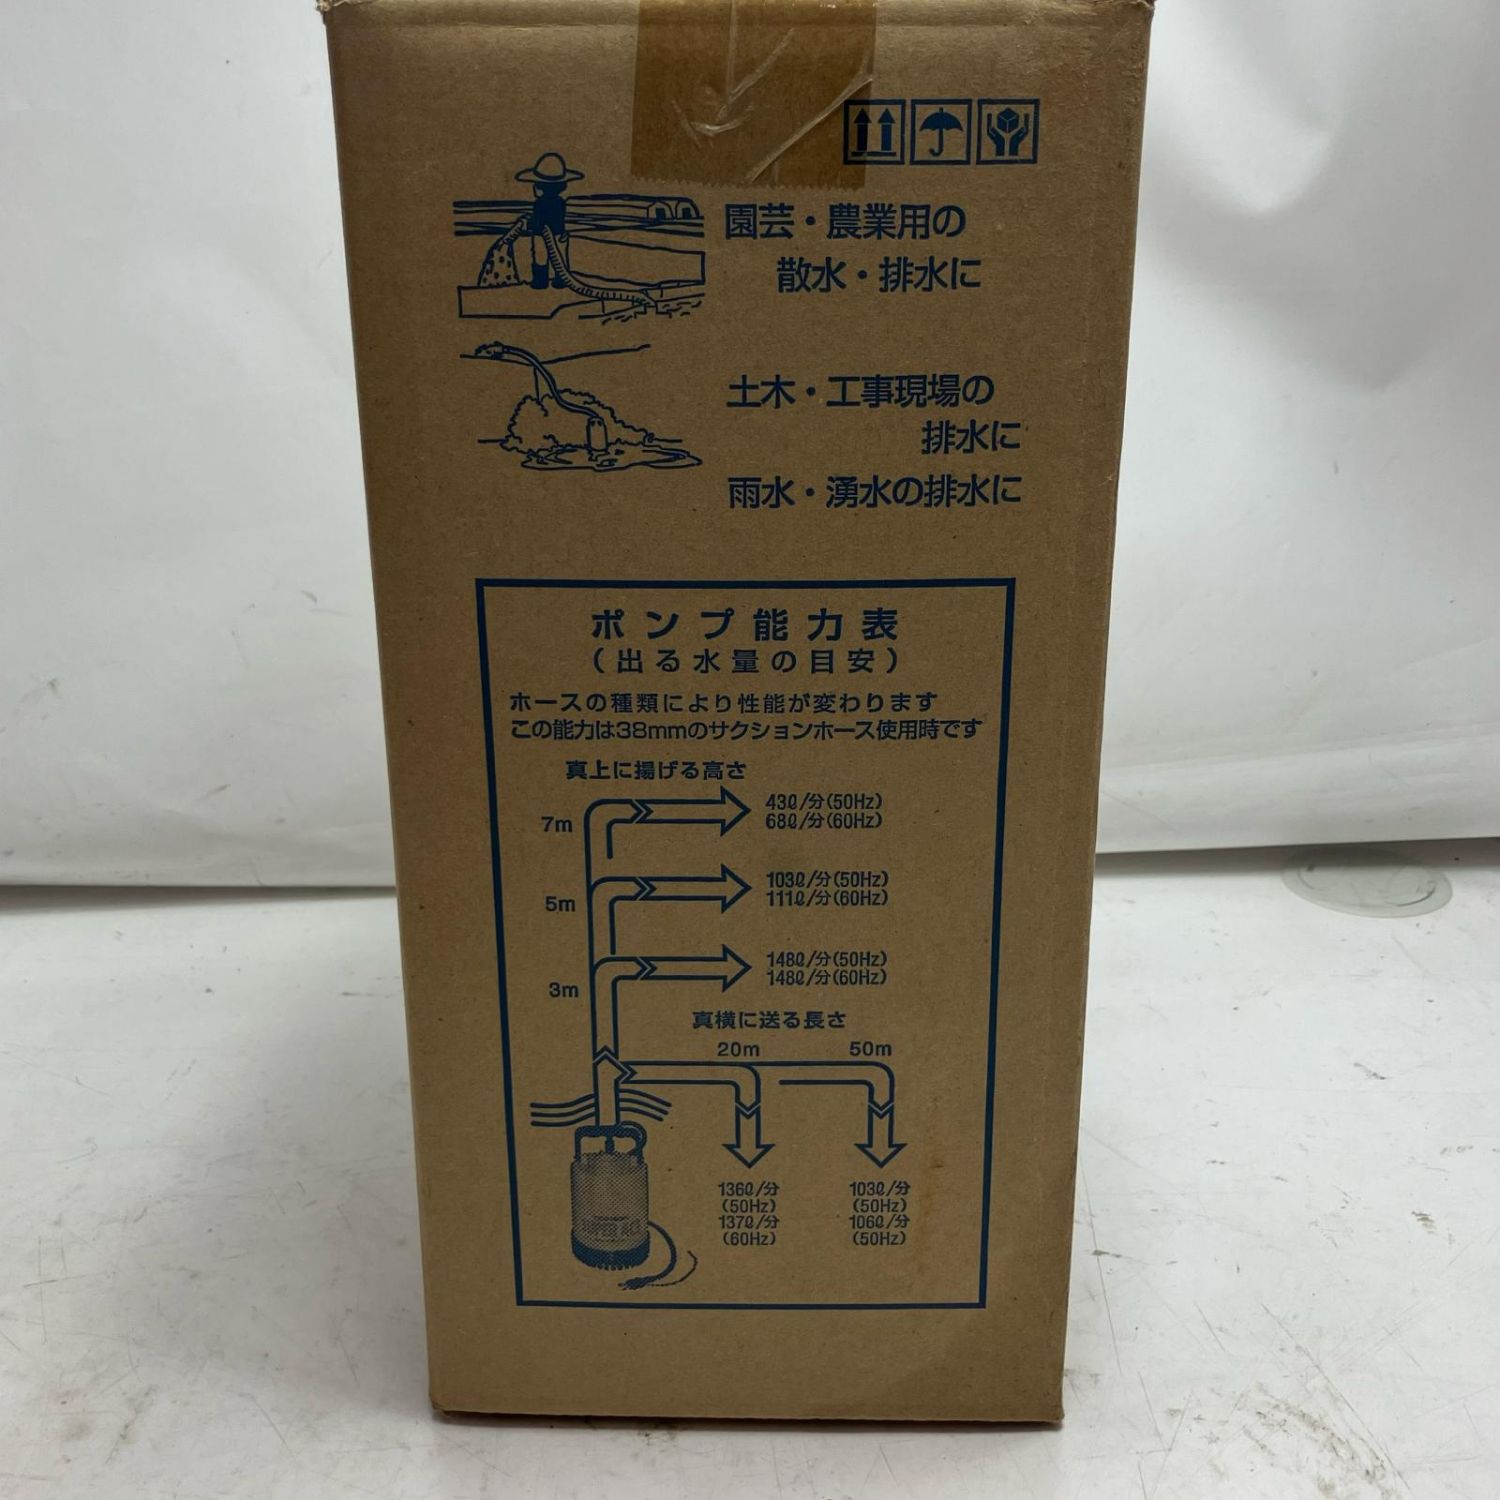 園芸・農業用の
散水・排水に
土木・工事現場の
排水に
雨水・湧水の排水に
ポンプ能力表
(出る水量の目安)
ホースの種類により性能が変わります
この能力は38mmのサクションホース使用時です
真上に揚げる高さ
7m
43ℓ/分(50Hz)
68ℓ/分(60Hz)
5m
103ℓ/分(50Hz)
111ℓ/分(60Hz)
3m
148ℓ/分(50Hz)
148ℓ/分(60Hz)
真横に送る長さ
20m 50m
136ℓ/分
(50Hz)
137ℓ/分
(60Hz)
103ℓ/分
(50Hz)
106ℓ/分
(50Hz)